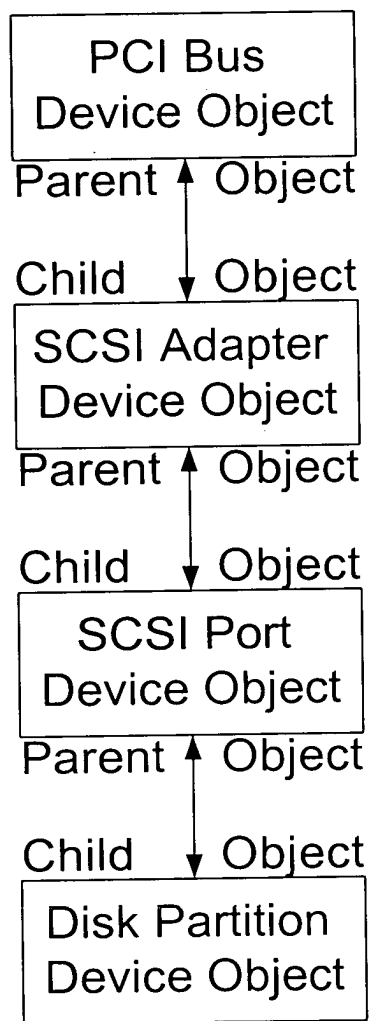 PCI Bus
Device Object
Parent Object
Child Object
SCSI Adapter
Device Object
Parent Object
Child Object
SCSI Port
Device Object
Parent Object
Child Object
Disk Partition
Device Object